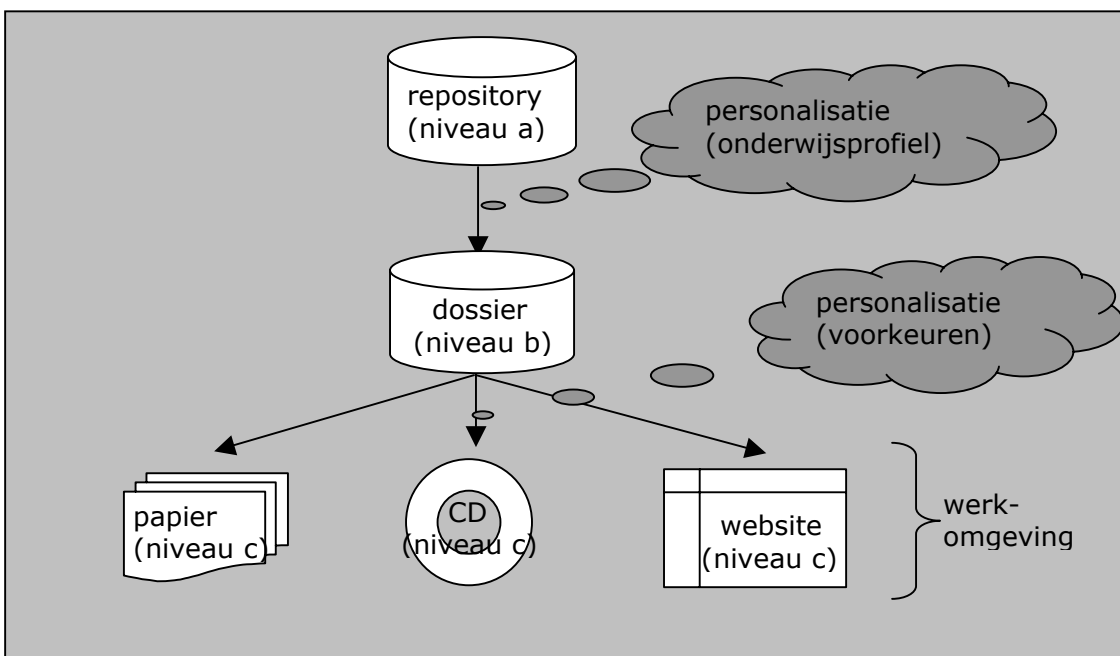 repository
(niveau a)
personalisatie
(onderwijsprofiel)
dossier
(niveau b)
personalisatie
(voorkeuren)
papier
(niveau c)
CD
(niveau c)
website
(niveau c)
werk-
omgeving